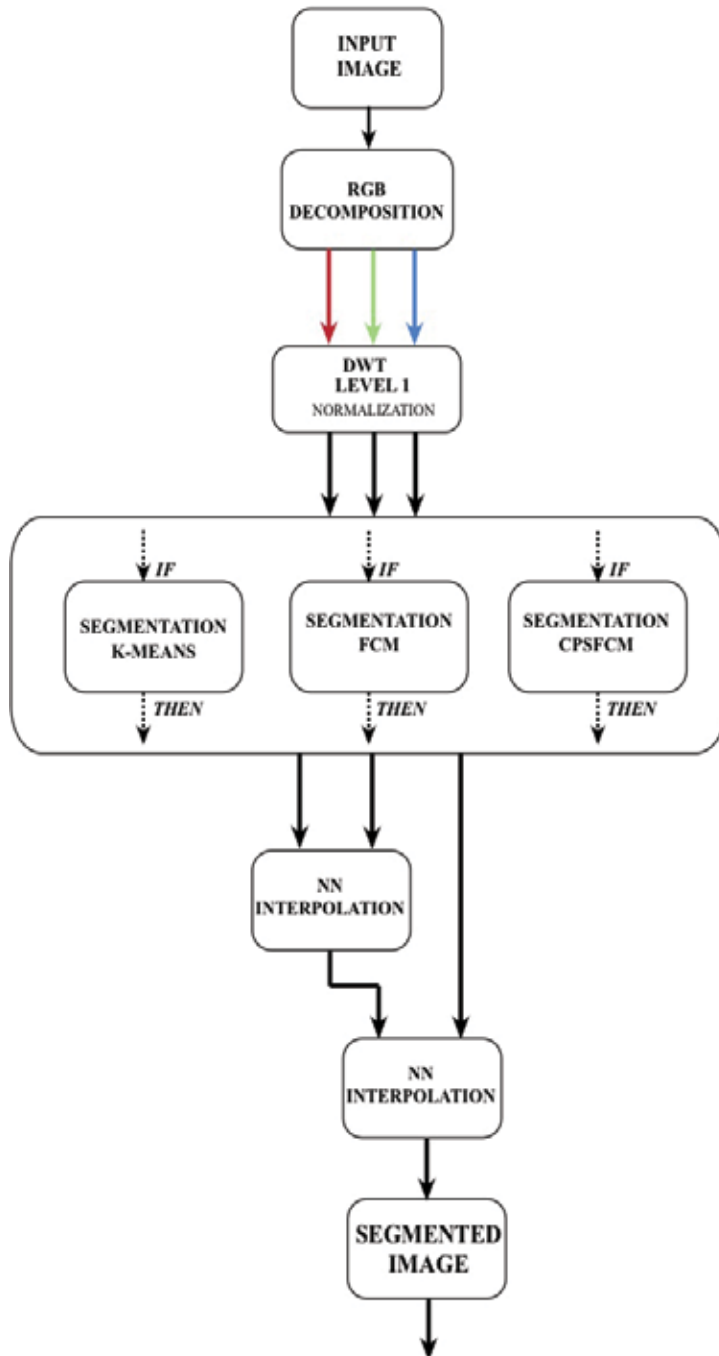 INPUT
IMAGE
RGB
DECOMPOSITION
DWT
LEVEL 1
NORMALIZATION
IF
IF
IF
SEGMENTATION
K-MEANS
SEGMENTATION
FCM
SEGMENTATION
CPSFCM
THEN
THEN
THEN
NN
INTERPOLATION
NN
INTERPOLATION
SEGMENTED
IMAGE